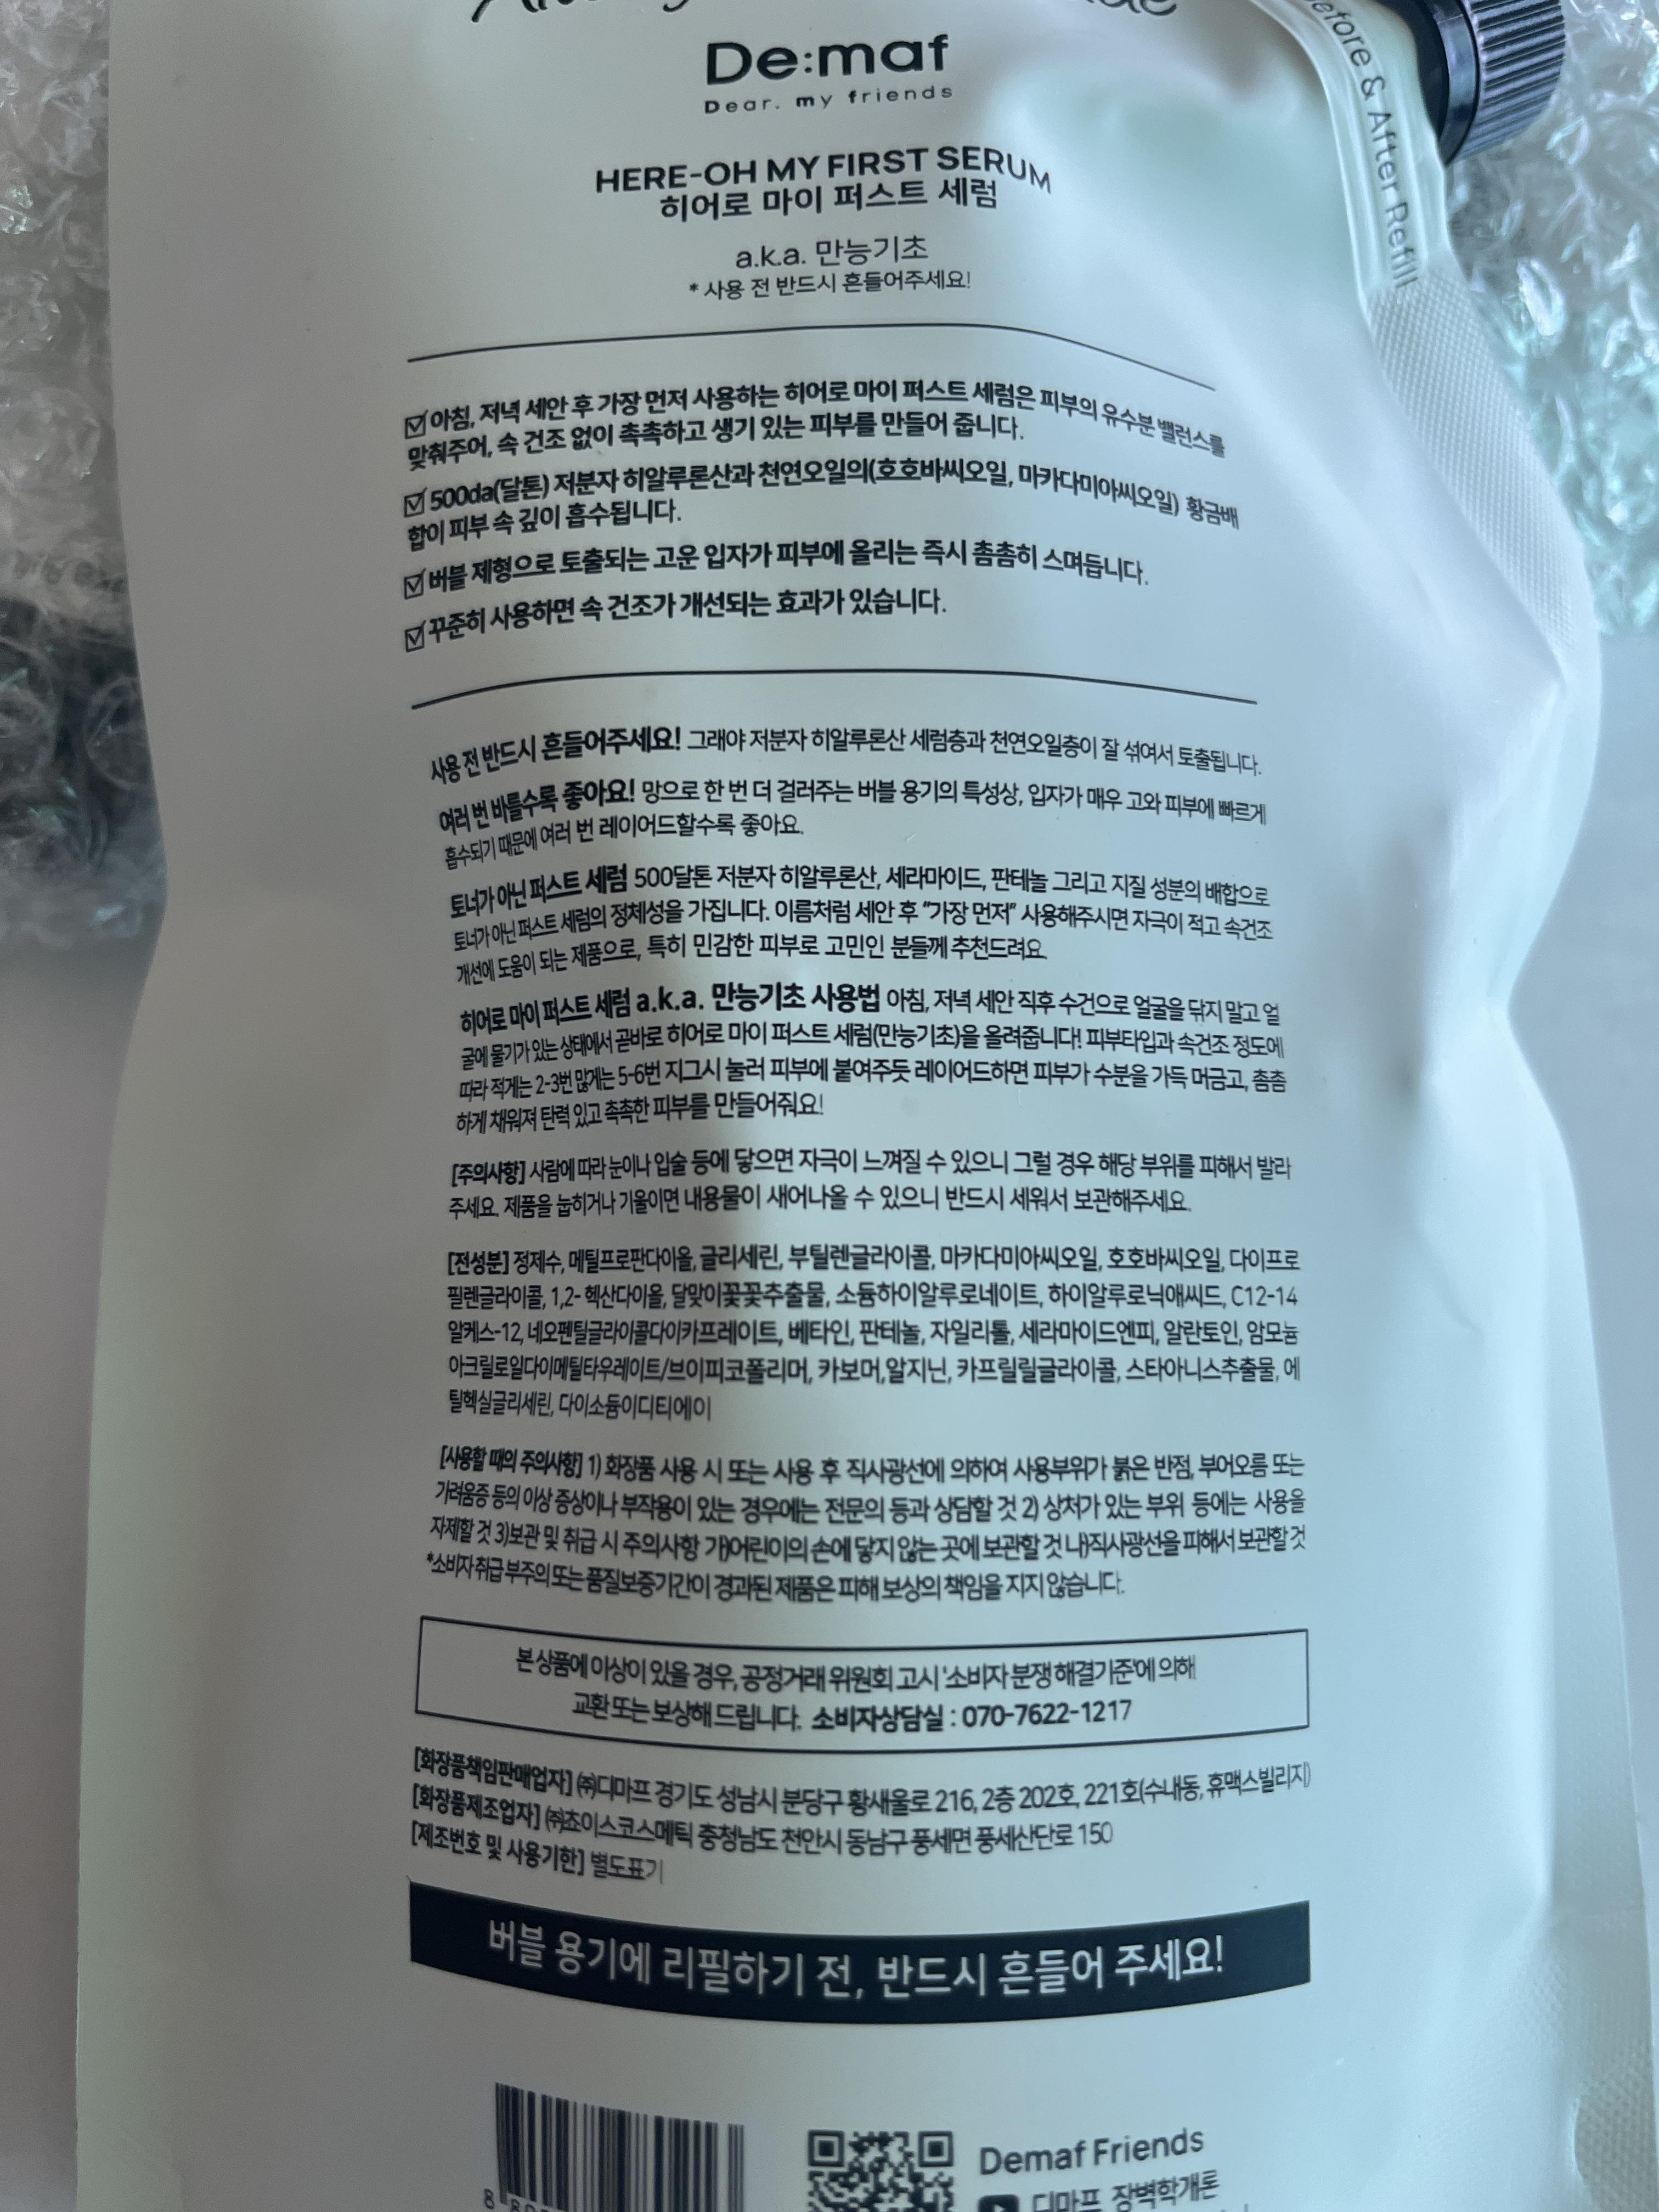 De:maf
Dear. my friends
Before & After Refill
HERE-OH MY FIRST SERUM
히어로 마이 퍼스트 세럼
a.k.a. 만능기초
* 사용 전 반드시 흔들어주세요!
☑ 아침, 저녁 세안 후 가장 먼저 사용하는 히어로 마이 퍼스트 세럼은 피부의 유수분 밸런스를
맞춰주어, 속 건조 없이 촉촉하고 생기 있는 피부를 만들어 줍니다.
☑ 500da(달톤) 저분자 히알루론산과 천연오일의(호호바씨오일, 마카다미아씨오일) 황금배
합이 피부 속 깊이 흡수됩니다.
☑ 버블 제형으로 토출되는 고운 입자가 피부에 올리는 즉시 촘촘히 스며듭니다.
☑ 꾸준히 사용하면 속 건조가 개선되는 효과가 있습니다.
사용 전 반드시 흔들어주세요! 그래야 저분자 히알루론산 세럼층과 천연오일층이 잘 섞여서 토출됩니다.
여러 번 바를수록 좋아요! 망으로 한 번 더 걸러주는 버블 용기의 특성상, 입자가 매우 고와 피부에 빠르게
흡수되기 때문에 여러 번 레이어드할수록 좋아요.
토너가 아닌 퍼스트 세럼 500달톤 저분자 히알루론산, 세라마이드, 판테놀 그리고 지질 성분의 배합으로
토너가 아닌 퍼스트 세럼의 정체성을 가집니다. 이름처럼 세안 후 "가장 먼저" 사용해주시면 자극이 적고 속건조
개선에 도움이 되는 제품으로, 특히 민감한 피부로 고민인 분들께 추천드려요.
히어로 마이 퍼스트 세럼 a.k.a. 만능기초 사용법 아침, 저녁 세안 직후 수건으로 얼굴을 닦지 말고 얼
굴에 물기가 있는 상태에서 곧바로 히어로 마이 퍼스트 세럼(만능기초)을 올려줍니다! 피부타입과 속건조 정도에
따라 적게는 2-3번 많게는 5-6번 지그시 눌러 피부에 붙여주듯 레이어드하면 피부가 수분을 가득 머금고, 촘촘
하게 채워져 탄력 있고 촉촉한 피부를 만들어줘요!
[주의사항] 사람에 따라 눈이나 입술 등에 닿으면 자극이 느껴질 수 있으니 그럴 경우 해당 부위를 피해서 발라
주세요. 제품을 눕히거나 기울이면 내용물이 새어나올 수 있으니 반드시 세워서 보관해주세요.
[전성분] 정제수, 메틸프로판다이올, 글리세린, 부틸렌글라이콜, 마카다미아씨오일, 호호바씨오일, 다이프로
필렌글라이콜, 1,2- 헥산다이올, 달맞이꽃꽃추출물, 소듐하이알루로네이트, 하이알루로닉애씨드, C12-14
알케스-12, 네오펜틸글라이콜다이카프레이트, 베타인, 판테놀, 자일리톨, 세라마이드엔피, 알란토인, 암모늄
아크릴로일다이메틸타우레이트/브이피코폴리머, 카보머,알지닌, 카프릴릴글라이콜, 스타아니스추출물, 에
틸헥실글리세린, 다이소듐이디티에이
[사용할 때의 주의사항] 1) 화장품 사용 시 또는 사용 후 직사광선에 의하여 사용부위가 붉은 반점, 부어오름 또는
가려움증 등의 이상 증상이나 부작용이 있는 경우에는 전문의 등과 상담할 것 2) 상처가 있는 부위 등에는 사용을
자제할 것 3)보관 및 취급 시 주의사항 가)어린이의 손에 닿지 않는 곳에 보관할 것 나)직사광선을 피해서 보관할 것
*소비자 취급 부주의 또는 품질보증기간이 경과된 제품은 피해 보상의 책임을 지지 않습니다.
본 상품에 이상이 있을 경우, 공정거래 위원회 고시 '소비자 분쟁 해결기준'에 의해
교환 또는 보상해 드립니다. 소비자상담실 : 070-7622-1217
[화장품책임판매업자] ㈜디마프 경기도 성남시 분당구 황새울로 216, 2층 202호, 221호(수내동, 휴맥스빌리지)
[화장품제조업자] ㈜쵸이스코스메틱 충청남도 천안시 동남구 풍세면 풍세산단로 150
[제조번호 및 사용기한] 별도표기
버블 용기에 리필하기 전, 반드시 흔들어 주세요!
Demaf Friends
디마프 장벽학개론